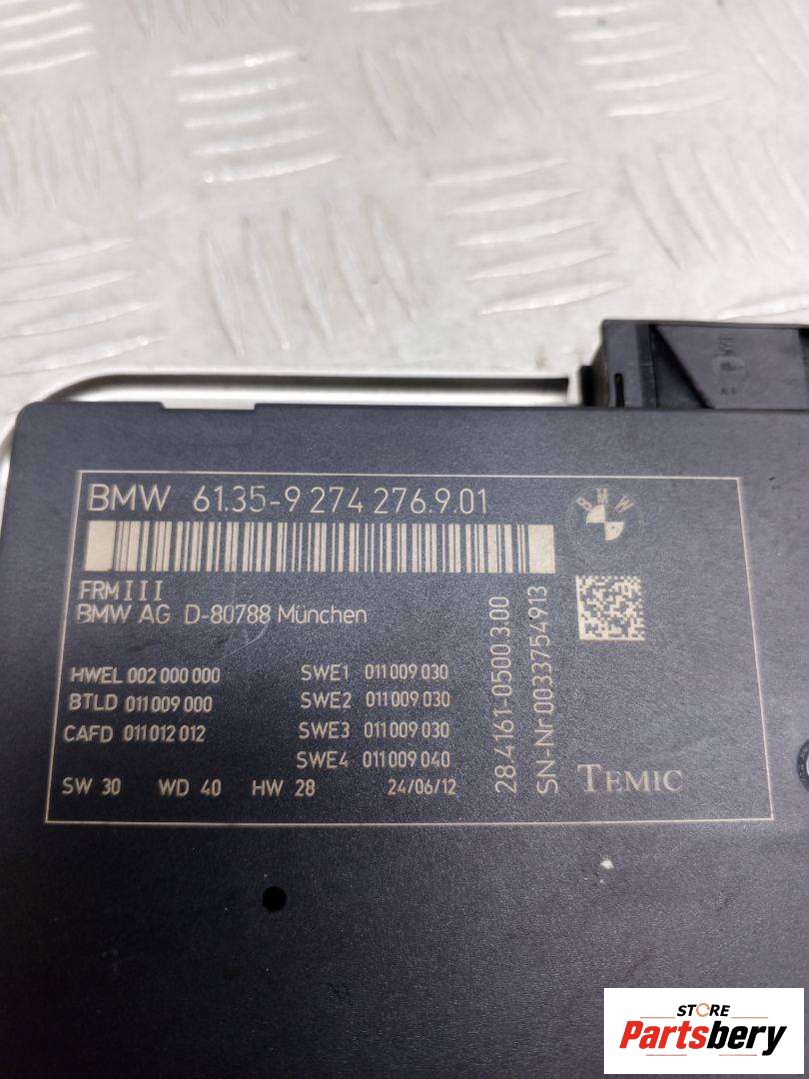 BMW 61.35-9 274 276.9.01
BMW
FRMIII
BMW AG D-80788 München
HWEL 002 000 000
BTLD 011 009 000
CAFD 011 012 012
SWE1 011 009 030
SWE2 011 009 030
SWE3 011 009 030
SWE4 011 009 040
SW 30 WD 40 HW 28 24/06/12
28.4161-0500.3.00
SN-Nr 0033754913
TEMIC
STORE
Partsbery